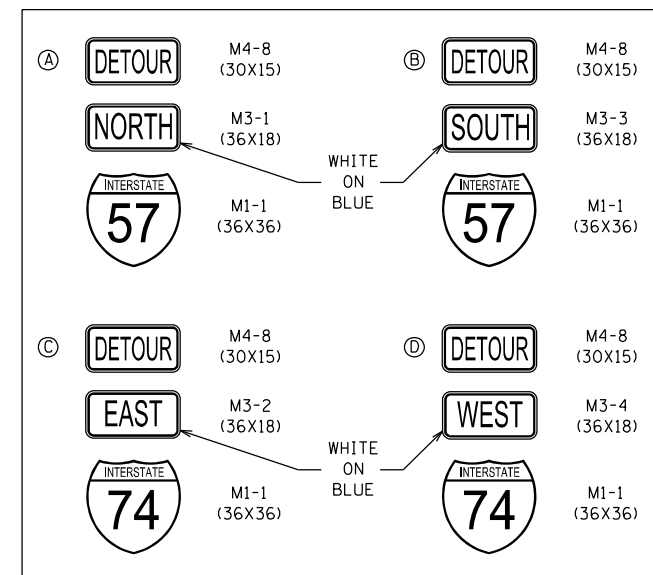 Ⓐ DETOUR M4-8
(30X15)
NORTH M3-1
(36X18)
INTERSTATE
57 M1-1
(36X36)
Ⓑ DETOUR M4-8
(30X15)
SOUTH M3-3
(36X18)
INTERSTATE
57 M1-1
(36X36)
WHITE
ON
BLUE
Ⓒ DETOUR M4-8
(30X15)
EAST M3-2
(36X18)
INTERSTATE
74 M1-1
(36X36)
Ⓓ DETOUR M4-8
(30X15)
WEST M3-4
(36X18)
INTERSTATE
74 M1-1
(36X36)
WHITE
ON
BLUE